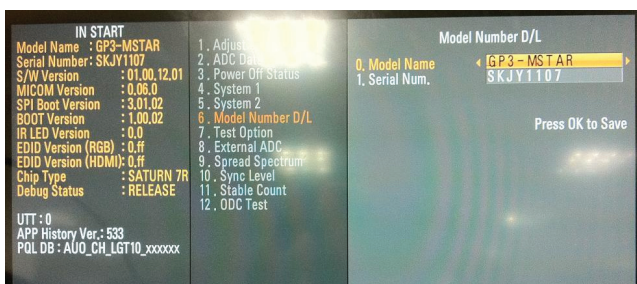 IN START
Model Name : GP3-MSTAR
Serial Number: SKJY1107
S/W Version : 01.00.12.01
MICOM Version : 0.06.0
SPI Boot Version : 3.01.02
BOOT Version : 1.00.02
IR LED Version : 0.0
EDID Version (RGB) : 0.ff
EDID Version (HDMI): 0.ff
Chip Type : SATURN 7R
Debug Status : RELEASE
UTT : 0
APP History Ver.: 533
PQL DB : AUO_CH_LGT10_xxxxxx
1. Adjust
2. ADC Data
3. Power Off Status
4. System 1
5. System 2
6. Model Number D/L
7. Test Option
8. External ADC
9. Spread Spectrum
10. Sync Level
11. Stable Count
12. ODC Test
Model Number D/L
0. Model Name GP3-MSTAR
1. Serial Num. SKJY1107
Press OK to Save